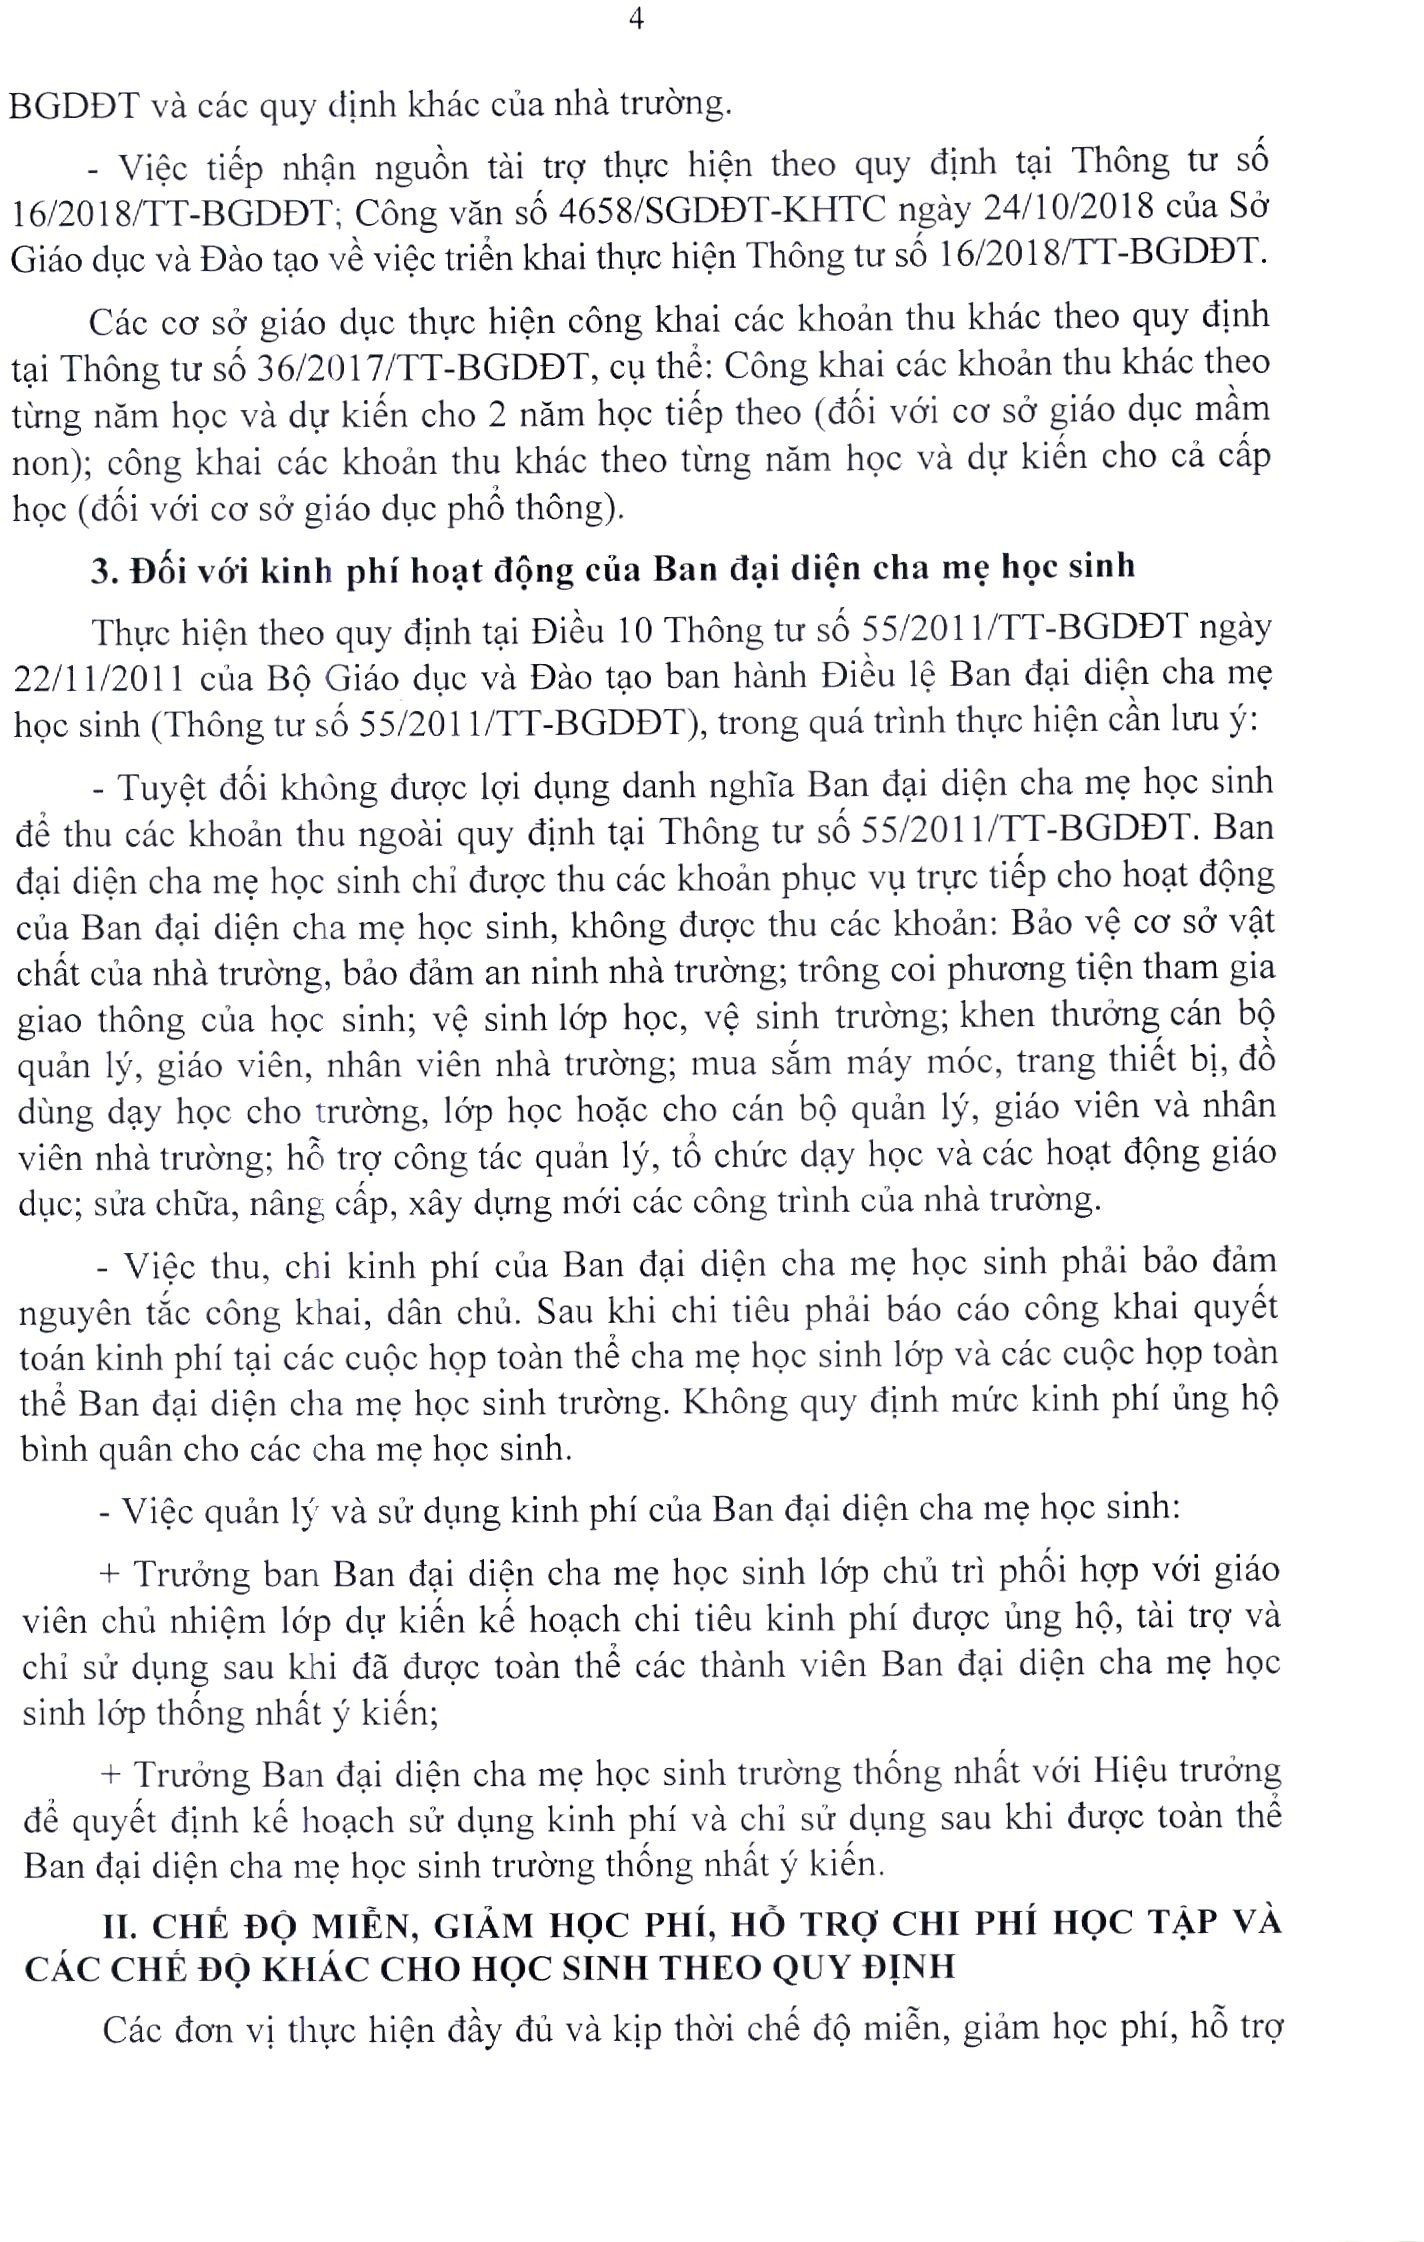 4
BGDĐT và các quy định khác của nhà trường.
- Việc tiếp nhận nguồn tài trợ thực hiện theo quy định tại Thông tư số
16/2018/TT-BGDĐT; Công văn số 4658/SGDĐT-KHTC ngày 24/10/2018 của Sở
Giáo dục và Đào tạo về việc triển khai thực hiện Thông tư số 16/2018/TT-BGDĐT.
Các cơ sở giáo dục thực hiện công khai các khoản thu khác theo quy định
tại Thông tư số 36/2017/TT-BGDĐT, cụ thể: Công khai các khoản thu khác theo
từng năm học và dự kiến cho 2 năm học tiếp theo (đối với cơ sở giáo dục mầm
non); công khai các khoản thu khác theo từng năm học và dự kiến cho cả cấp
học (đối với cơ sở giáo dục phổ thông).
3. Đối với kinh phí hoạt động của Ban đại diện cha mẹ học sinh
Thực hiện theo quy định tại Điều 10 Thông tư số 55/2011/TT-BGDĐT ngày
22/11/2011 của Bộ Giáo dục và Đào tạo ban hành Điều lệ Ban đại diện cha mẹ
học sinh (Thông tư số 55/2011/TT-BGDĐT), trong quá trình thực hiện cần lưu ý:
- Tuyệt đối không được lợi dụng danh nghĩa Ban đại diện cha mẹ học sinh
để thu các khoản thu ngoài quy định tại Thông tư số 55/2011/TT-BGDĐT. Ban
đại diện cha mẹ học sinh chỉ được thu các khoản phục vụ trực tiếp cho hoạt động
của Ban đại diện cha mẹ học sinh, không được thu các khoản: Bảo vệ cơ sở vật
chất của nhà trường, bảo đảm an ninh nhà trường; trông coi phương tiện tham gia
giao thông của học sinh; vệ sinh lớp học, vệ sinh trường; khen thưởng cán bộ
quản lý, giáo viên, nhân viên nhà trường; mua sắm máy móc, trang thiết bị, đồ
dùng dạy học cho trường, lớp học hoặc cho cán bộ quản lý, giáo viên và nhân
viên nhà trường; hỗ trợ công tác quản lý, tổ chức dạy học và các hoạt động giáo
dục; sửa chữa, nâng cấp, xây dựng mới các công trình của nhà trường.
- Việc thu, chi kinh phí của Ban đại diện cha mẹ học sinh phải bảo đảm
nguyên tắc công khai, dân chủ. Sau khi chi tiêu phải báo cáo công khai quyết
toán kinh phí tại các cuộc họp toàn thể cha mẹ học sinh lớp và các cuộc họp toàn
thể Ban đại diện cha mẹ học sinh trường. Không quy định mức kinh phí ủng hộ
bình quân cho các cha mẹ học sinh.
- Việc quản lý và sử dụng kinh phí của Ban đại diện cha mẹ học sinh:
+ Trưởng ban Ban đại diện cha mẹ học sinh lớp chủ trì phối hợp với giáo
viên chủ nhiệm lớp dự kiến kế hoạch chi tiêu kinh phí được ủng hộ, tài trợ và
chỉ sử dụng sau khi đã được toàn thể các thành viên Ban đại diện cha mẹ học
sinh lớp thống nhất ý kiến;
+ Trưởng Ban đại diện cha mẹ học sinh trường thống nhất với Hiệu trưởng
để quyết định kế hoạch sử dụng kinh phí và chỉ sử dụng sau khi được toàn thể
Ban đại diện cha mẹ học sinh trường thống nhất ý kiến.
II. CHẾ ĐỘ MIỄN, GIẢM HỌC PHÍ, HỖ TRỢ CHI PHÍ HỌC TẬP VÀ
CÁC CHẾ ĐỘ KHÁC CHO HỌC SINH THEO QUY ĐỊNH
Các đơn vị thực hiện đầy đủ và kịp thời chế độ miễn, giảm học phí, hỗ trợ